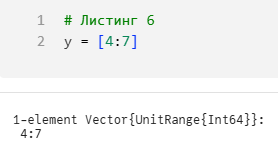 1 # Листинг 6
2 y = [4:7]
1-element Vector{UnitRange{Int64}}:
4:7